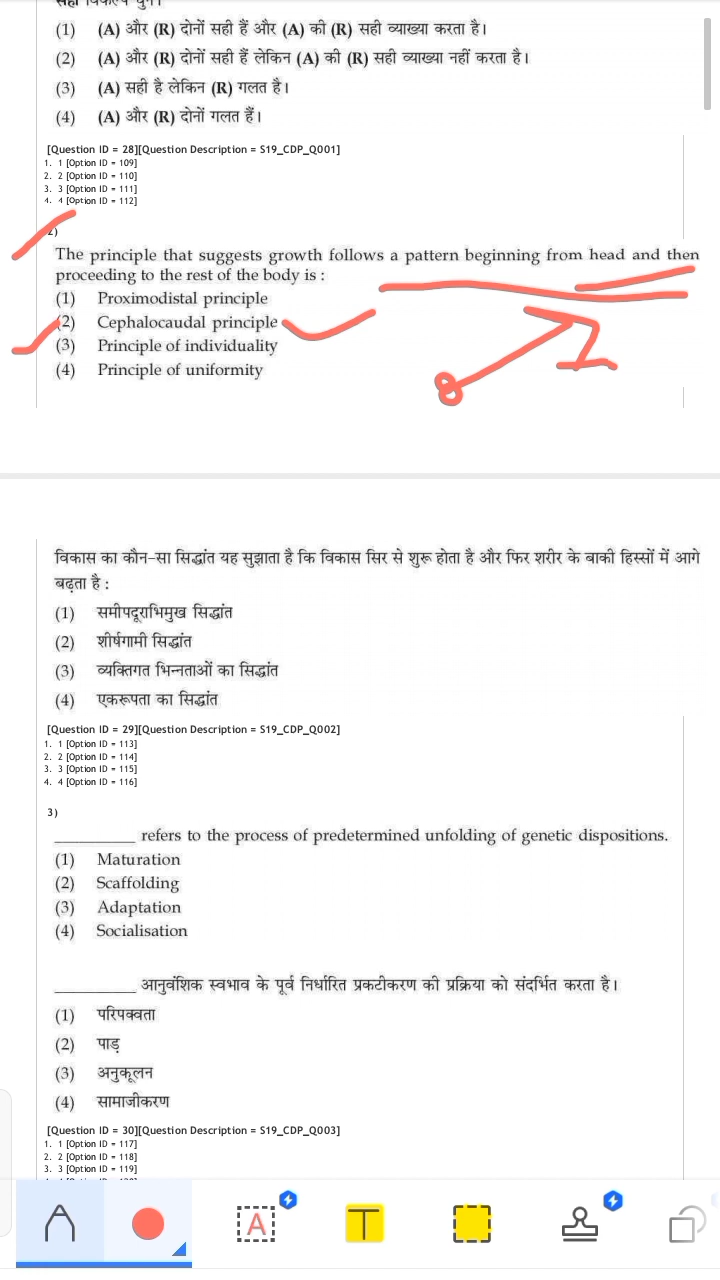 सही विकल्प चुनें।
(1) (A) और (R) दोनों सही हैं और (A) की (R) सही व्याख्या करता है।
(2) (A) और (R) दोनों सही हैं लेकिन (A) की (R) सही व्याख्या नहीं करता है।
(3) (A) सही है लेकिन (R) गलत है।
(4) (A) और (R) दोनों गलत हैं।
[Question ID = 28][Question Description = S19_CDP_Q001]
1. 1 [Option ID = 109]
2. 2 [Option ID = 110]
3. 3 [Option ID = 111]
4. 4 [Option ID = 112]
2)
The principle that suggests growth follows a pattern beginning from head and then
proceeding to the rest of the body is :
(1) Proximodistal principle
(2) Cephalocaudal principle
(3) Principle of individuality
(4) Principle of uniformity
विकास का कौन-सा सिद्धांत यह सुझाता है कि विकास सिर से शुरू होता है और फिर शरीर के बाकी हिस्सों में आगे
बढ़ता है :
(1) समीपदूराभिमुख सिद्धांत
(2) शीर्षगामी सिद्धांत
(3) व्यक्तिगत भिन्नताओं का सिद्धांत
(4) एकरूपता का सिद्धांत
[Question ID = 29][Question Description = S19_CDP_Q002]
1. 1 [Option ID = 113]
2. 2 [Option ID = 114]
3. 3 [Option ID = 115]
4. 4 [Option ID = 116]
3)
_________ refers to the process of predetermined unfolding of genetic dispositions.
(1) Maturation
(2) Scaffolding
(3) Adaptation
(4) Socialisation
_________ आनुवंशिक स्वभाव के पूर्व निर्धारित प्रकटीकरण की प्रक्रिया को संदर्भित करता है।
(1) परिपक्वता
(2) पाड़
(3) अनुकूलन
(4) सामाजीकरण
[Question ID = 30][Question Description = S19_CDP_Q003]
1. 1 [Option ID = 117]
2. 2 [Option ID = 118]
3. 3 [Option ID = 119]
A
T